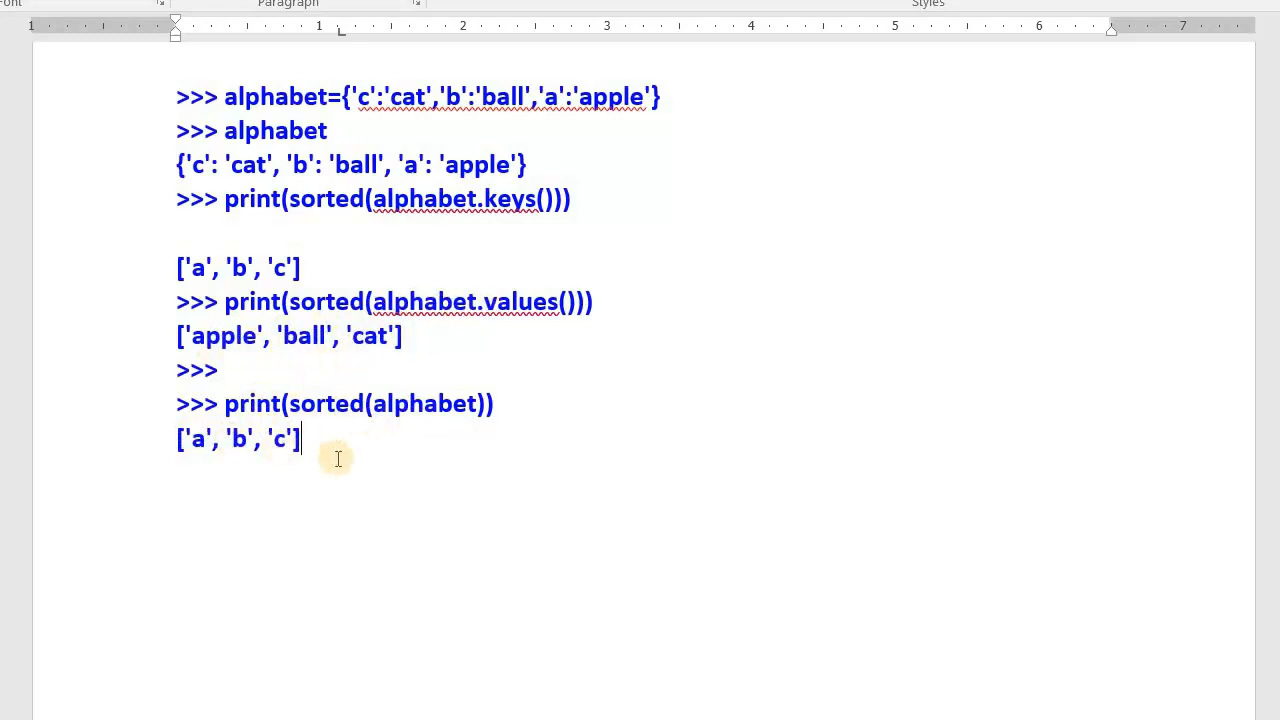 Font Paragraph Styles
1 1 2 3 4 5 6 7
>>> alphabet={'c':'cat','b':'ball','a':'apple'}
>>> alphabet
{'c': 'cat', 'b': 'ball', 'a': 'apple'}
>>> print(sorted(alphabet.keys()))
['a', 'b', 'c']
>>> print(sorted(alphabet.values()))
['apple', 'ball', 'cat']
>>>
>>> print(sorted(alphabet))
['a', 'b', 'c']